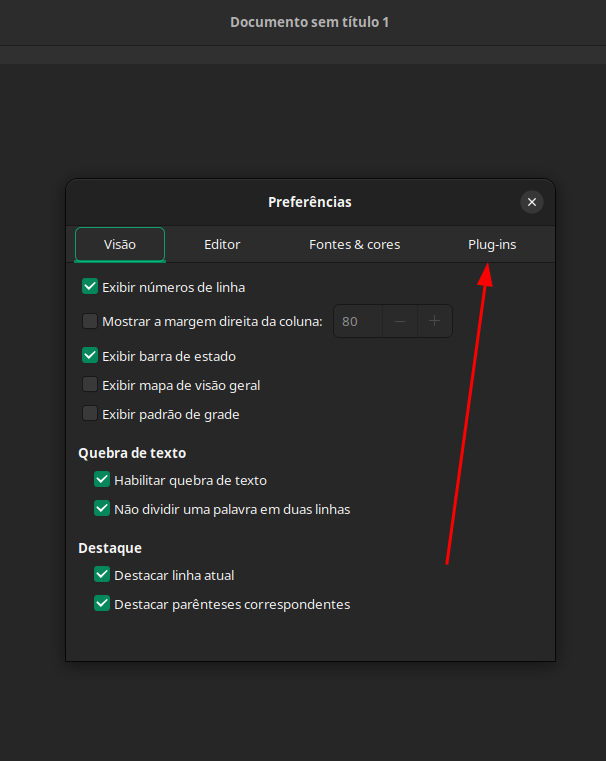 Documento sem título 1
Preferências
Visão Editor Fontes & cores Plug-ins
Exibir números de linha
Mostrar a margem direita da coluna: 80
Exibir barra de estado
Exibir mapa de visão geral
Exibir padrão de grade
Quebra de texto
Habilitar quebra de texto
Não dividir uma palavra em duas linhas
Destaque
Destacar linha atual
Destacar parênteses correspondentes